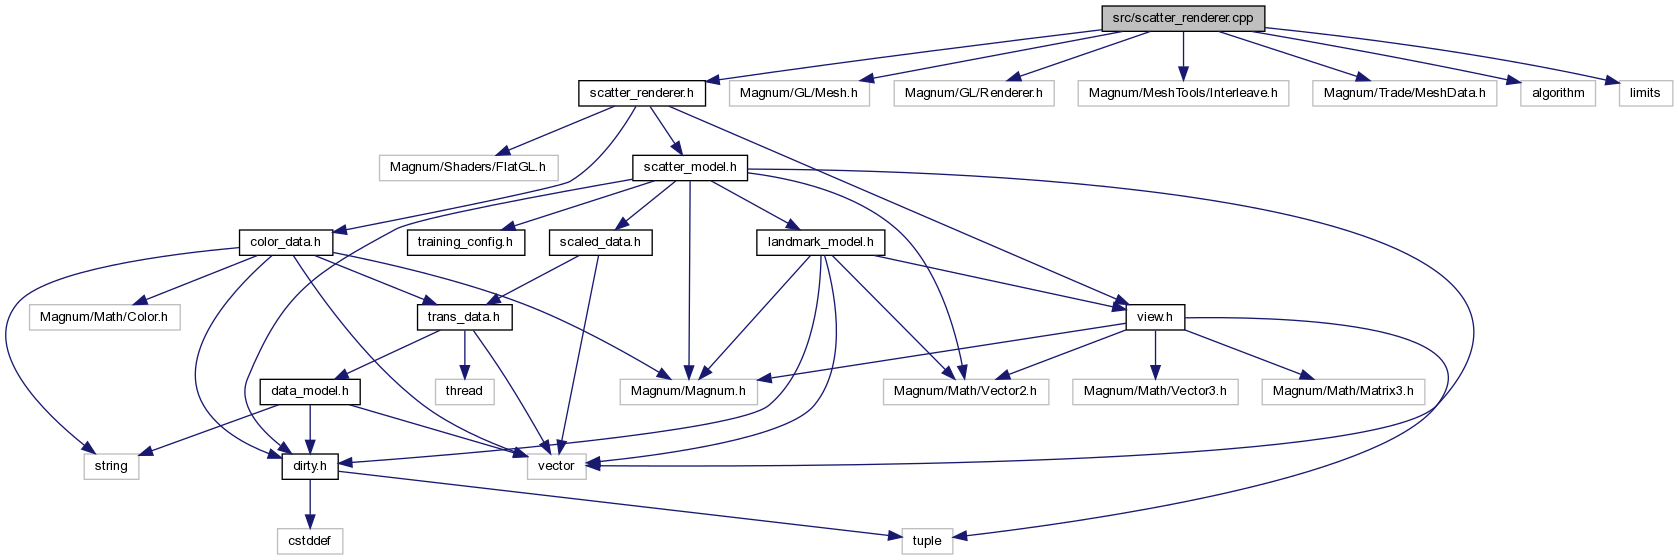 src/scatter_renderer.cpp
scatter_renderer.h
Magnum/GL/Mesh.h
Magnum/GL/Renderer.h
Magnum/MeshTools/Interleave.h
Magnum/Trade/MeshData.h
algorithm
limits
Magnum/Shaders/FlatGL.h
scatter_model.h
color_data.h
training_config.h
scaled_data.h
landmark_model.h
Magnum/Math/Color.h
trans_data.h
view.h
data_model.h
thread
Magnum/Magnum.h
Magnum/Math/Vector2.h
Magnum/Math/Vector3.h
Magnum/Math/Matrix3.h
string
dirty.h
vector
cstddef
tuple